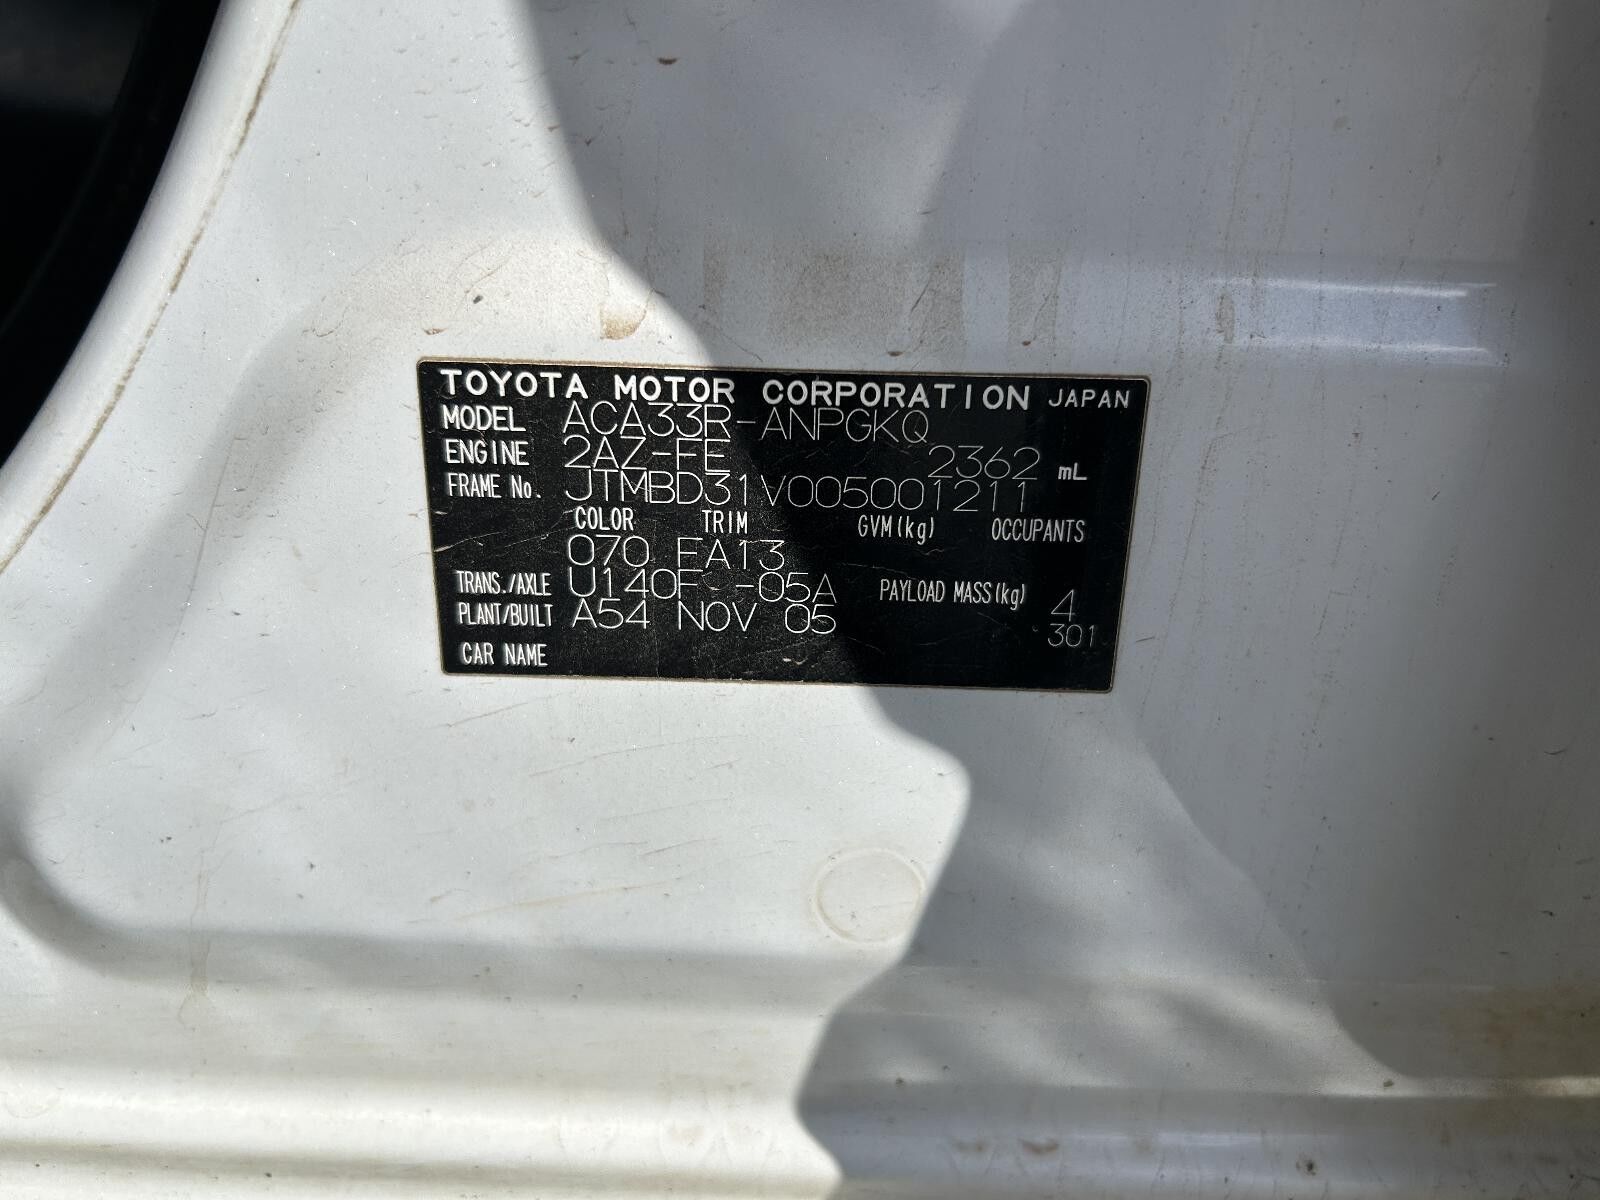 TOYOTA MOTOR CORPORATION JAPAN
MODEL ACA33R-ANPGKQ
ENGINE 2AZ-FE 2362 mL
FRAME No. JTMBD31V005001211
COLOR TRIM GVM(kg) OCCUPANTS
070 FA13
TRANS./AXLE U140F -05A PAYLOAD MASS(kg) 4
PLANT/BUILT A54 NOV 05 301
CAR NAME